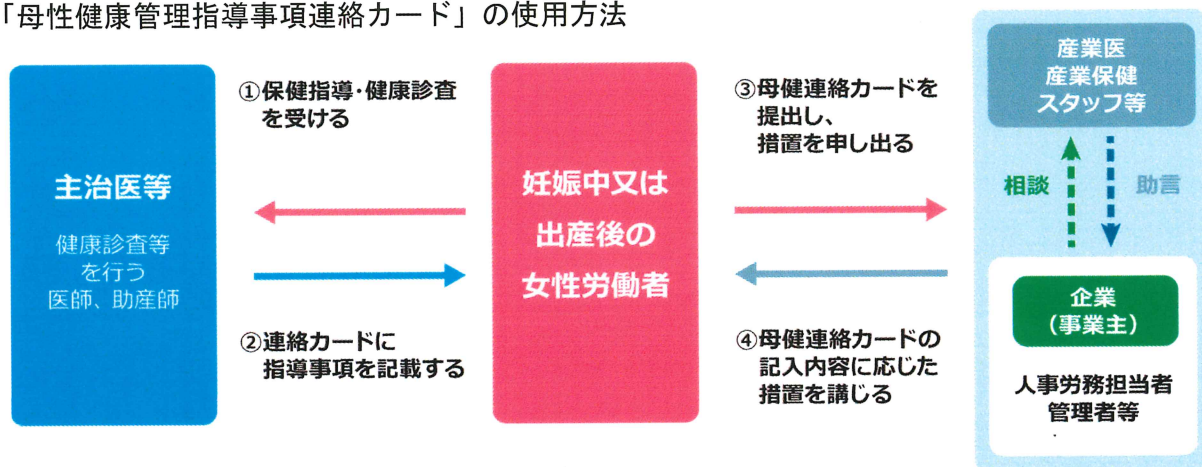 「母性健康管理指導事項連絡カード」の使用方法
主治医等
健康診査等
を行う
医師、助産師
①保健指導・健康診査
を受ける
②連絡カードに
指導事項を記載する
妊娠中又は
出産後の
女性労働者
③母健連絡カードを
提出し、
措置を申し出る
④母健連絡カードの
記入内容に応じた
措置を講じる
産業医
産業保健
スタッフ等
相談
助言
企業
（事業主）
人事労務担当者
管理者等